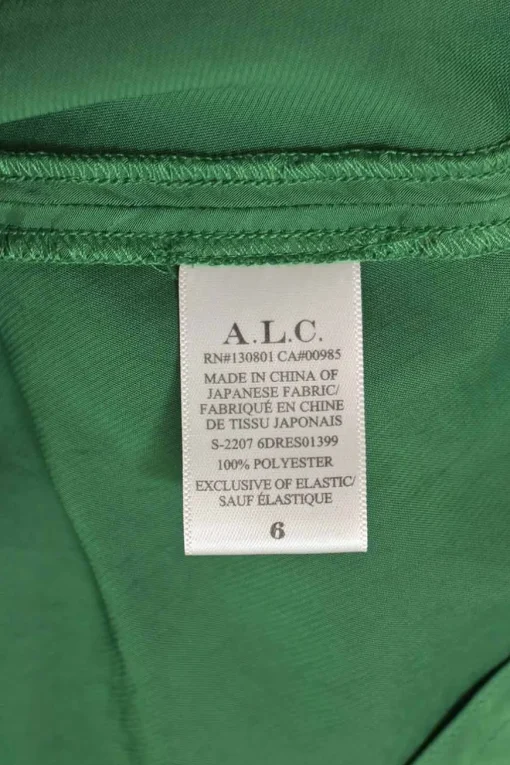 A.L.C.
RN#130801 CA#00985
MADE IN CHINA OF
JAPANESE FABRIC/
FABRIQUÉ EN CHINE
DE TISSU JAPONAIS
S-2207 6DRES01399
100% POLYESTER
EXCLUSIVE OF ELASTIC/
SAUF ÉLASTIQUE
6